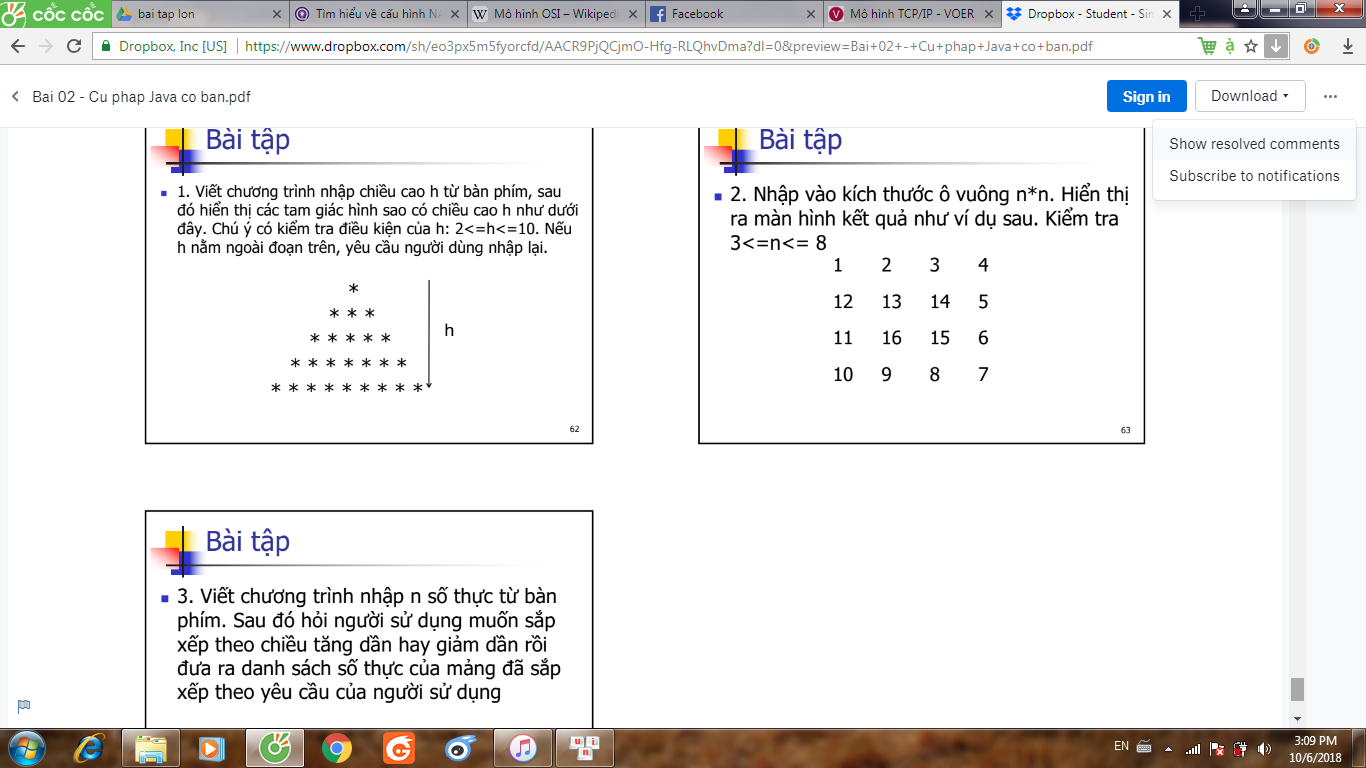 cốc cốc
bai tap lon
Tìm hiểu về cấu hình NA
Mô hình OSI – Wikiped
Facebook
Mô hình TCP/IP - VOER
Dropbox - Student - Sin
Dropbox, Inc [US]
https://www.dropbox.com/sh/eo3px5m5fyorcfd/AACR9PjQCjmO-Hfg-RLQhvDma?dl=0&preview=Bai+02+-+Cu+phap+Java+co+ban.pdf
à
Bai 02 - Cu phap Java co ban.pdf
Sign in
Download
Show resolved comments
Subscribe to notifications
Bài tập
1. Viết chương trình nhập chiều cao h từ bàn phím, sau
đó hiển thị các tam giác hình sao có chiều cao h như dưới
đây. Chú ý có kiểm tra điều kiện của h: 2<=h<=10. Nếu
h nằm ngoài đoạn trên, yêu cầu người dùng nhập lại.
*
* * *
* * * * *
* * * * * * *
* * * * * * * * *
h
62
Bài tập
2. Nhập vào kích thước ô vuông n*n. Hiển thị
ra màn hình kết quả như ví dụ sau. Kiểm tra
3<=n<= 8
1 2 3 4
12 13 14 5
11 16 15 6
10 9 8 7
63
Bài tập
3. Viết chương trình nhập n số thực từ bàn
phím. Sau đó hỏi người sử dụng muốn sắp
xếp theo chiều tăng dần hay giảm dần rồi
đưa ra danh sách số thực của mảng đã sắp
xếp theo yêu cầu của người sử dụng
EN
3:09 PM
10/6/2018